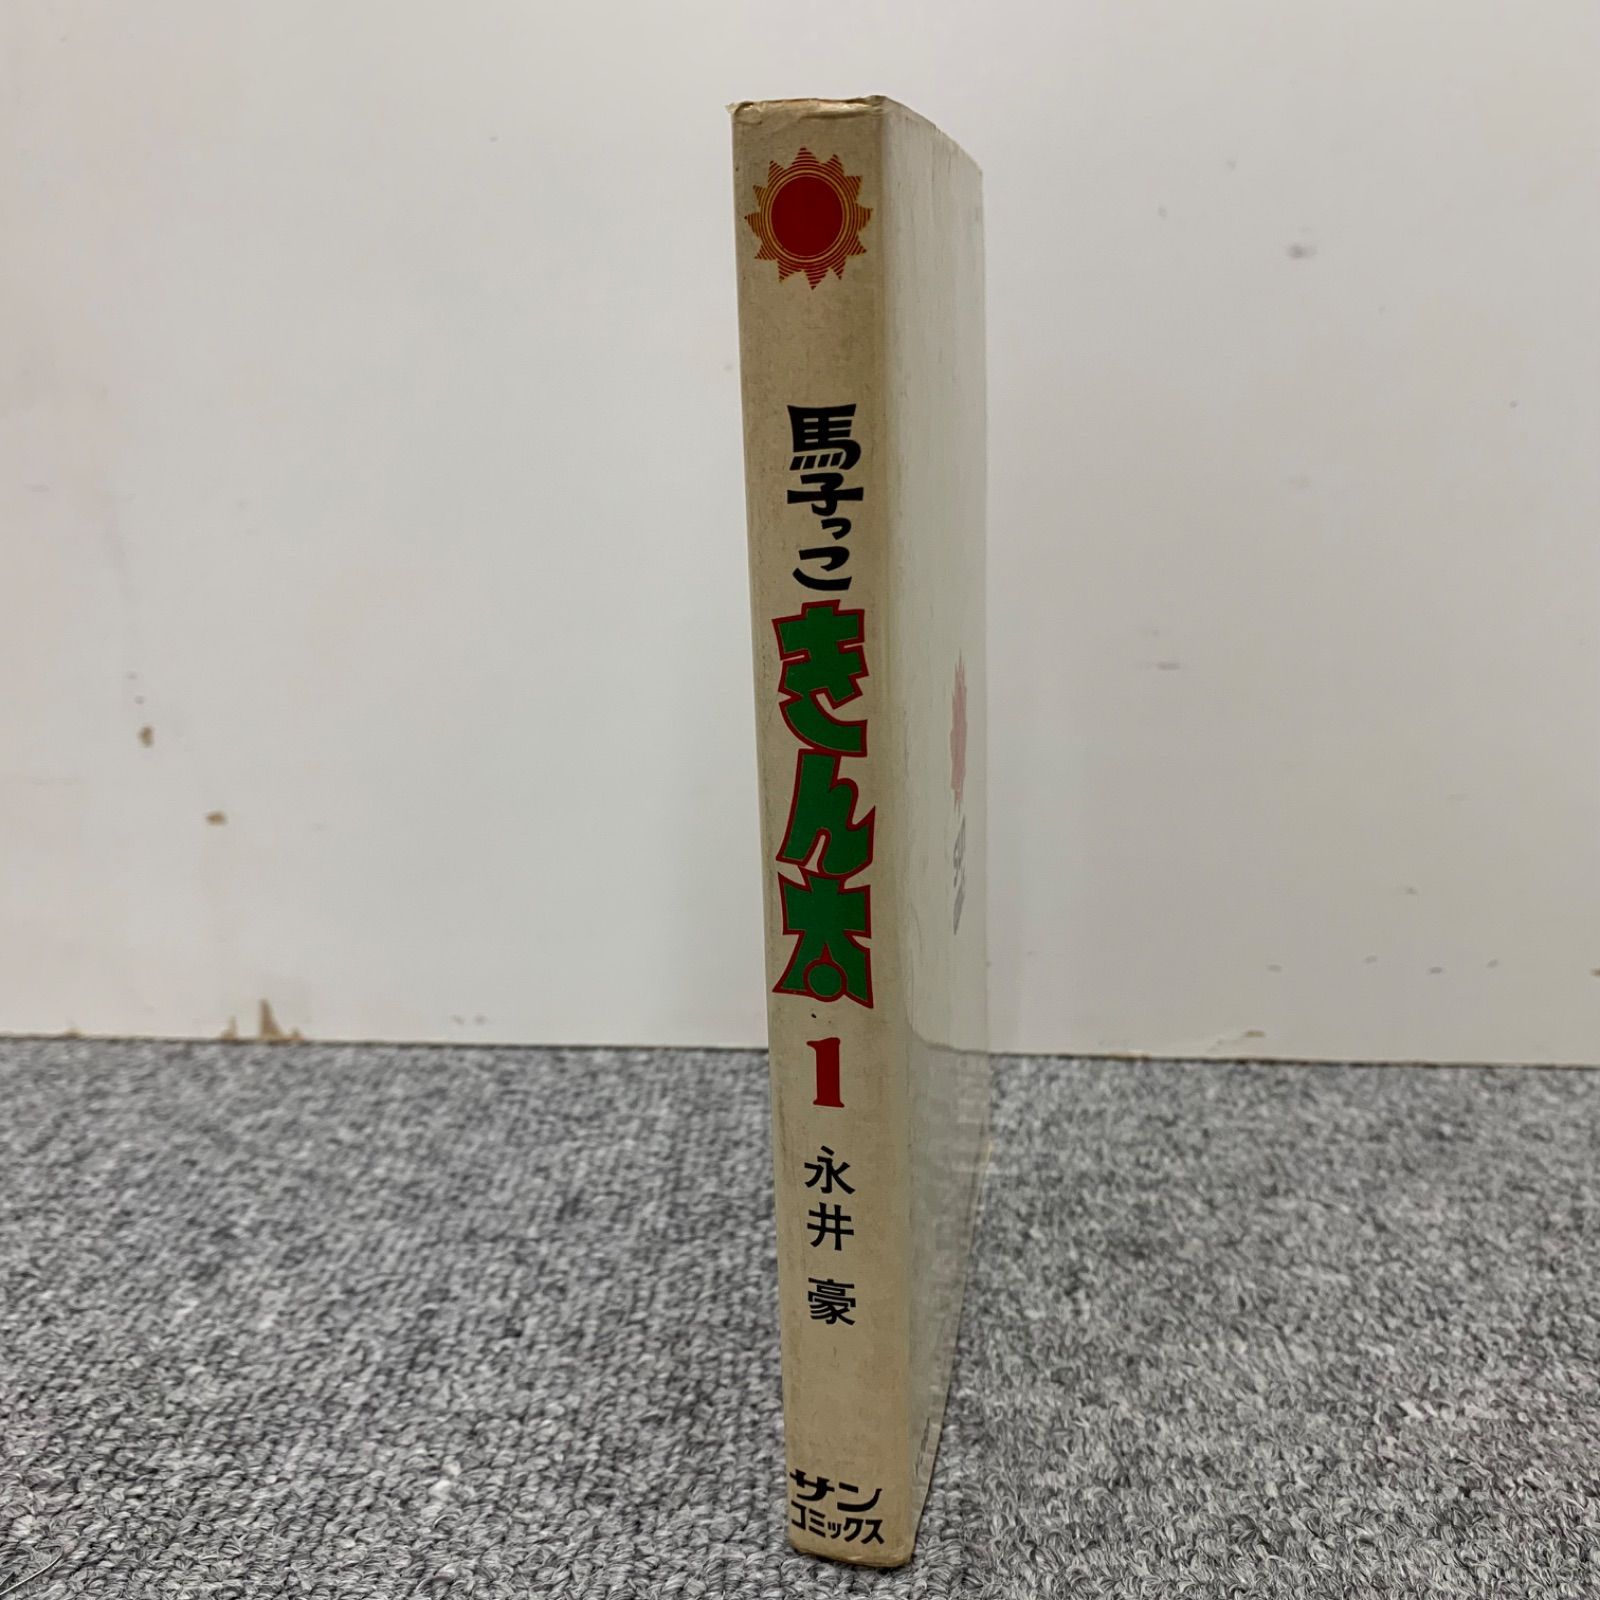 馬子っこ
きん太
1
永井 豪
サン
コミックス